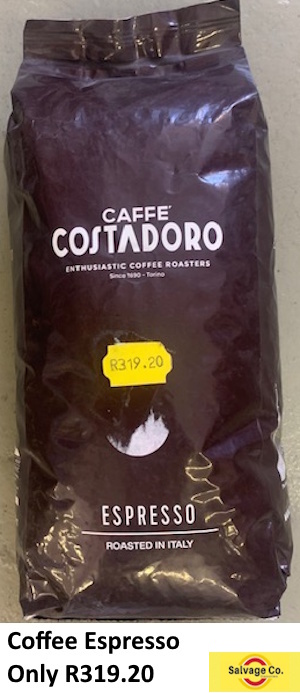 CAFFE'
COSTADORO
ENTHUSIASTIC COFFEE ROASTERS
Since 1890 - Torino
R319.20
ESPRESSO
ROASTED IN ITALY
Coffee Espresso
Only R319.20
Salvage Co.